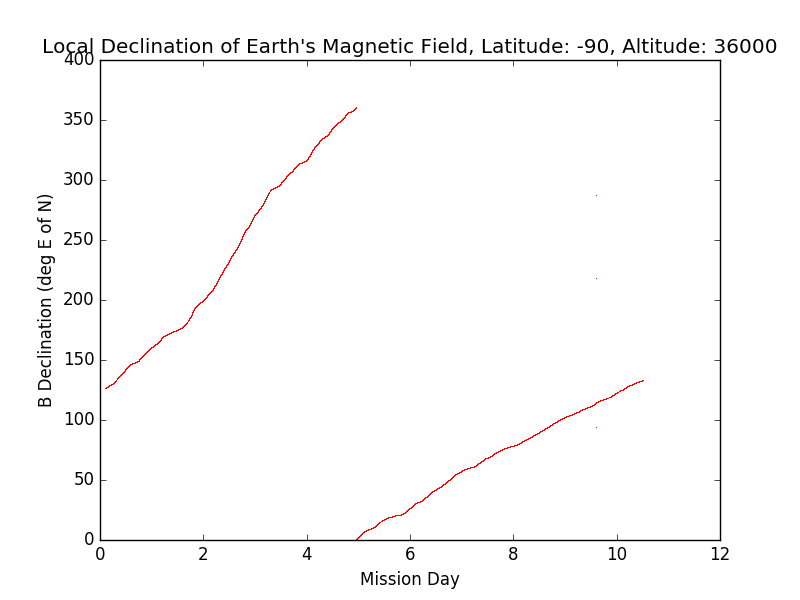 Local Declination of Earth's Magnetic Field, Latitude: -90, Altitude: 36000
400
350
300
250
200
150
100
50
0
B Declination (deg E of N)
0 2 4 6 8 10 12
Mission Day